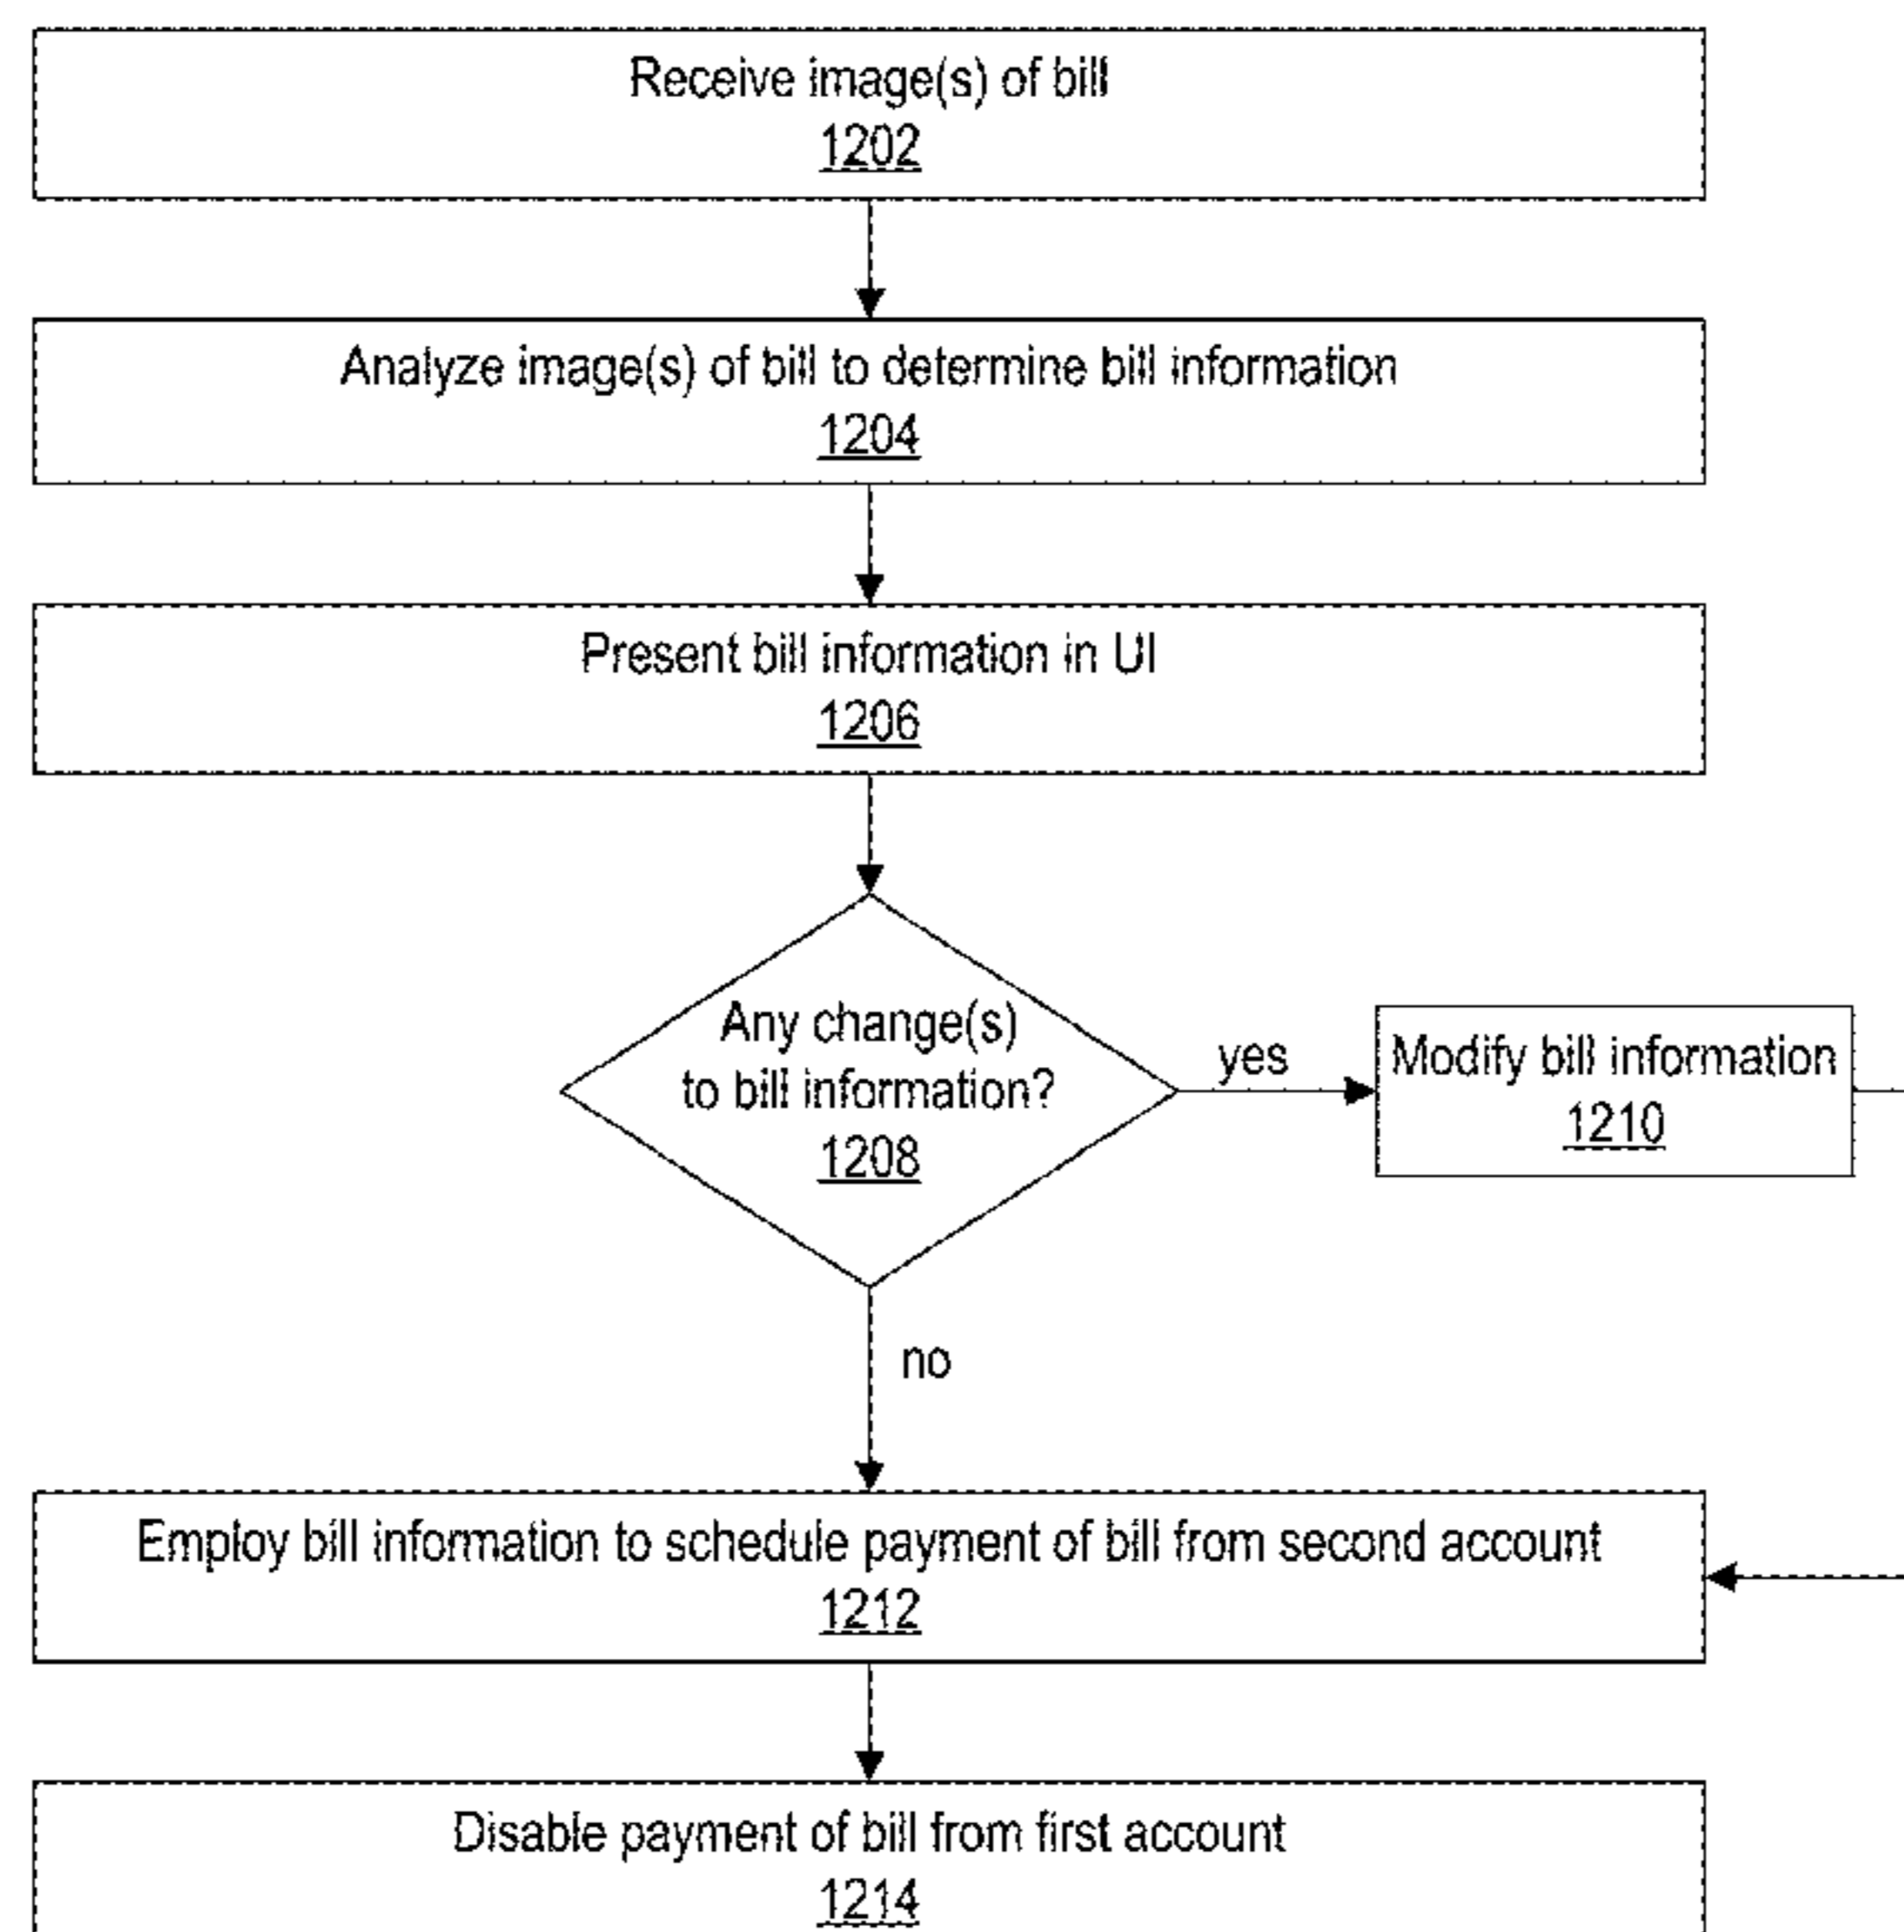 Receive image(s) of bill
1202
Analyze image(s) of bill to determine bill information
1204
Present bill information in UI
1206
Any change(s)
to bill information?
1208
yes
Modify bill information
1210
no
Employ bill information to schedule payment of bill from second account
1212
Disable payment of bill from first account
1214